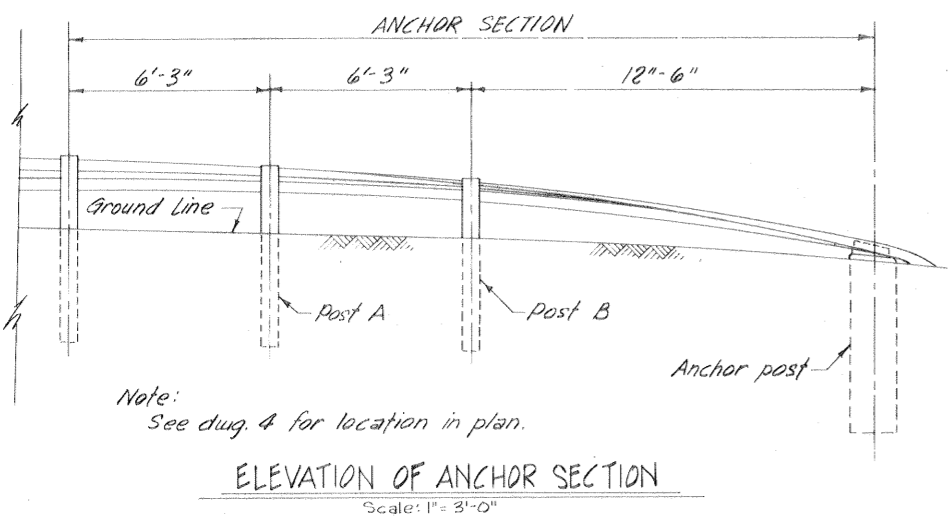 ANCHOR SECTION
6'-3" 6'-3" 12"-6"
Ground Line
Post A
Post B
Anchor post
Note:
See dwg. 4 for location in plan.
ELEVATION OF ANCHOR SECTION
Scale: 1" = 3'-0"